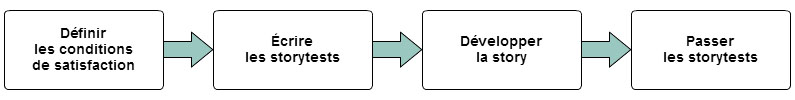 Définir
les conditions
de satisfaction
Écrire
les storytests
Développer
la story
Passer
les storytests